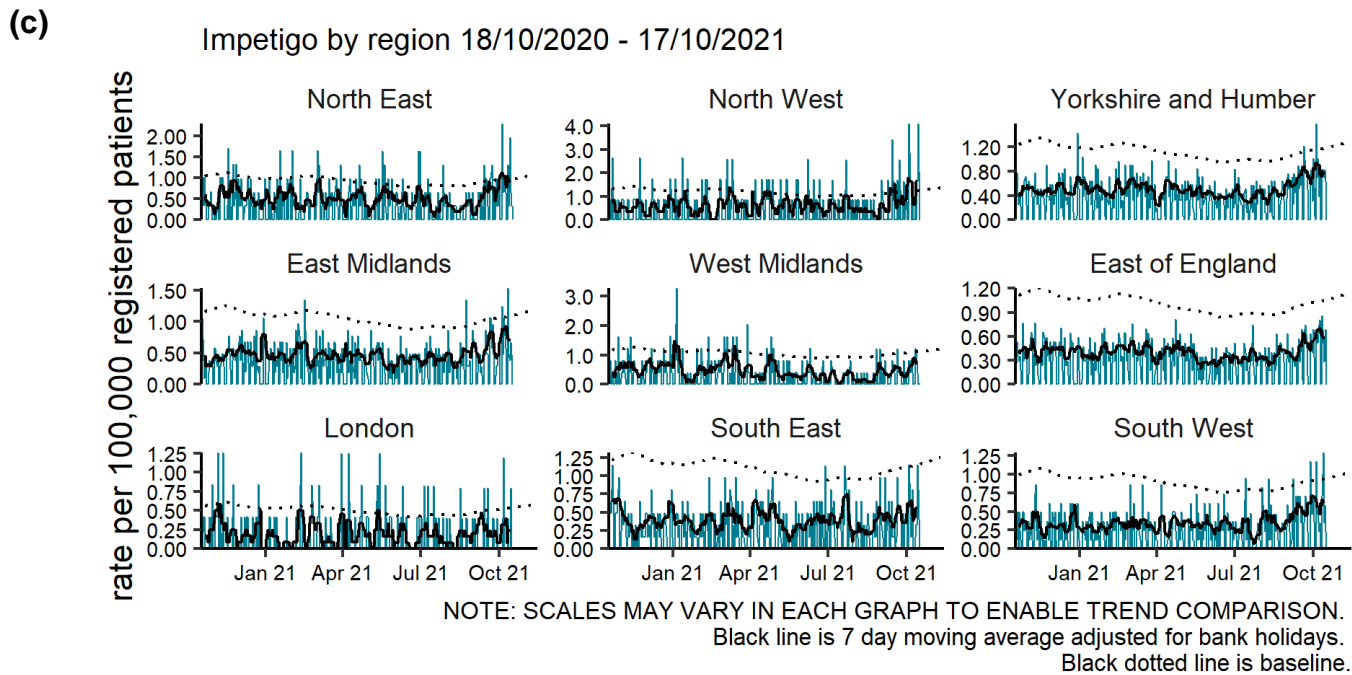 (c)
Impetigo by region 18/10/2020 - 17/10/2021
rate per 100,000 registered patients
North East
2.00
1.50
1.00
0.50
0.00
North West
4.0
3.0
2.0
1.0
0.0
Yorkshire and Humber
1.20
0.80
0.40
0.00
East Midlands
1.50
1.00
0.50
0.00
West Midlands
3.0
2.0
1.0
0.0
East of England
1.20
0.90
0.60
0.30
0.00
London
1.25
1.00
0.75
0.50
0.25
0.00
Jan 21 Apr 21 Jul 21 Oct 21
South East
1.25
1.00
0.75
0.50
0.25
0.00
Jan 21 Apr 21 Jul 21 Oct 21
South West
1.25
1.00
0.75
0.50
0.25
0.00
Jan 21 Apr 21 Jul 21 Oct 21
NOTE: SCALES MAY VARY IN EACH GRAPH TO ENABLE TREND COMPARISON.
Black line is 7 day moving average adjusted for bank holidays.
Black dotted line is baseline.